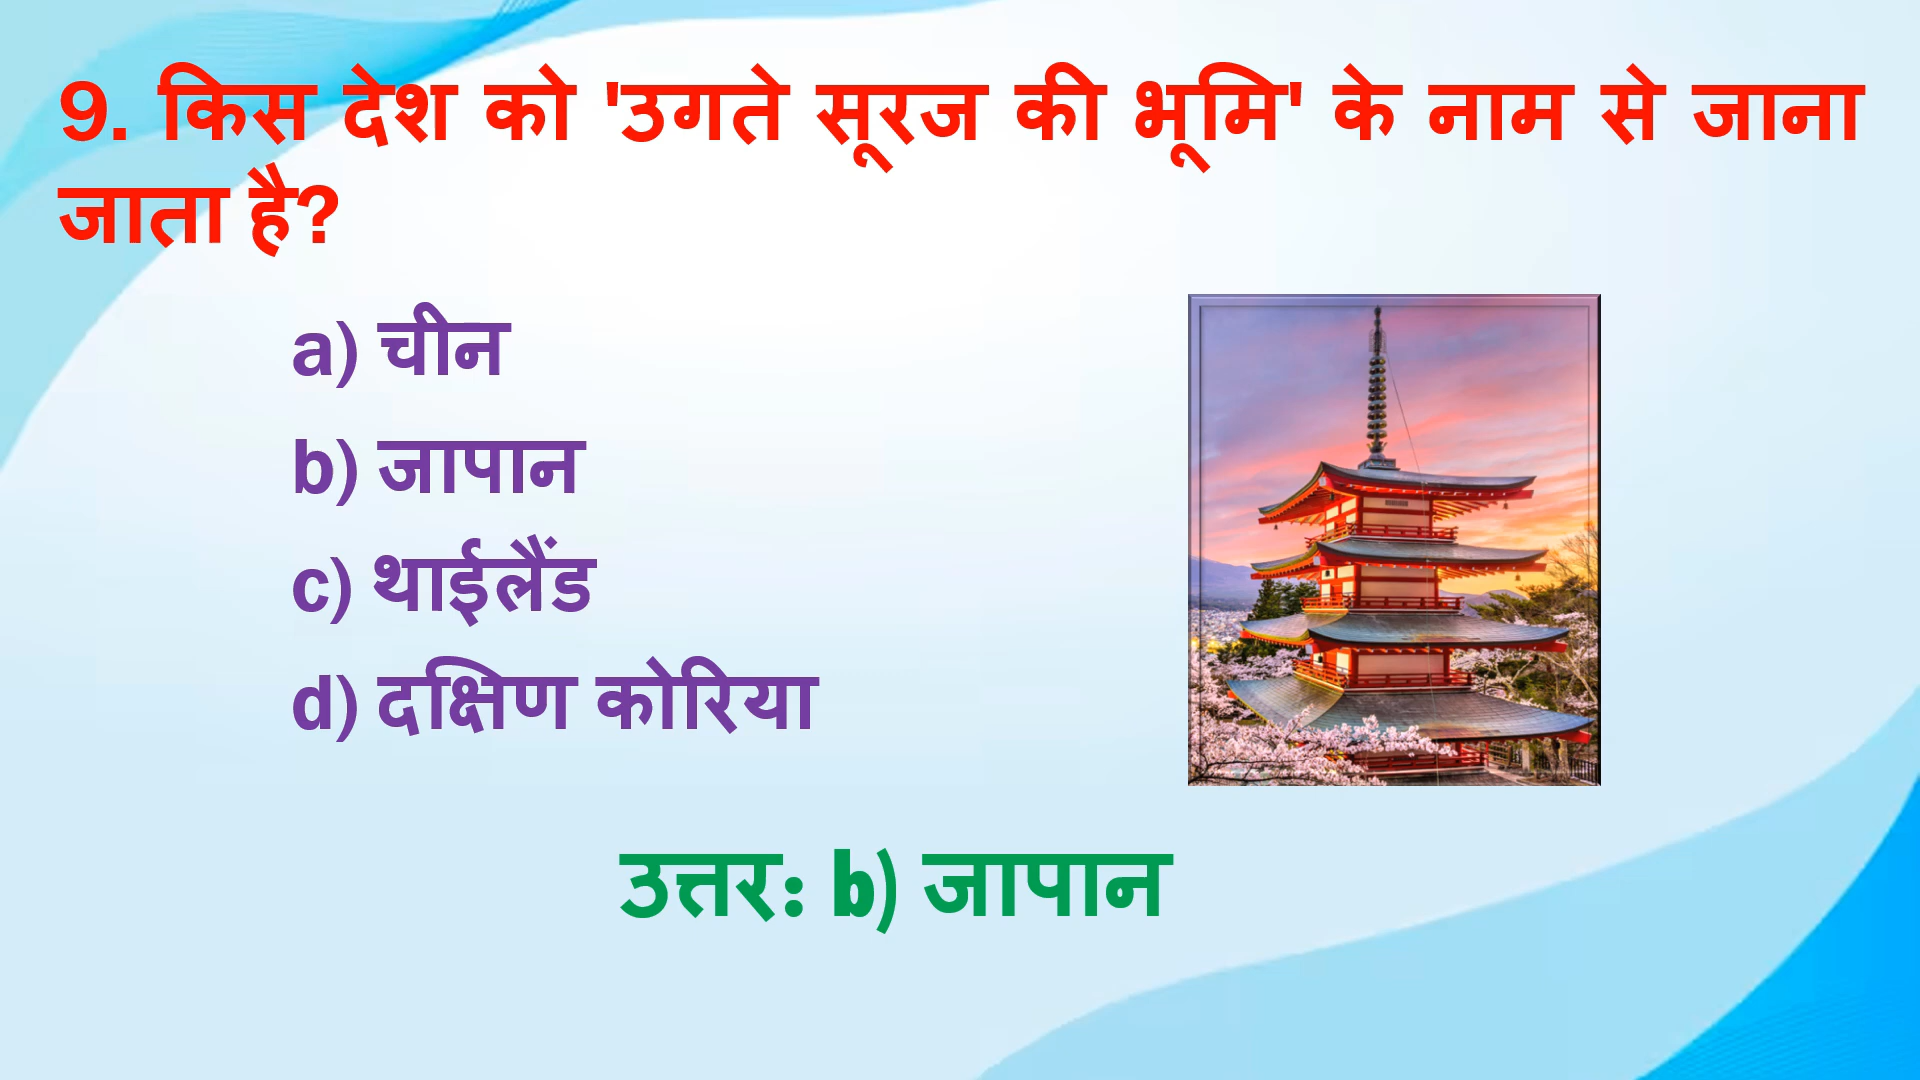 9. किस देश को 'उगते सूरज की भूमि' के नाम से जाना
जाता है?
a) चीन
b) जापान
c) थाईलैंड
d) दक्षिण कोरिया
उत्तर: b) जापान